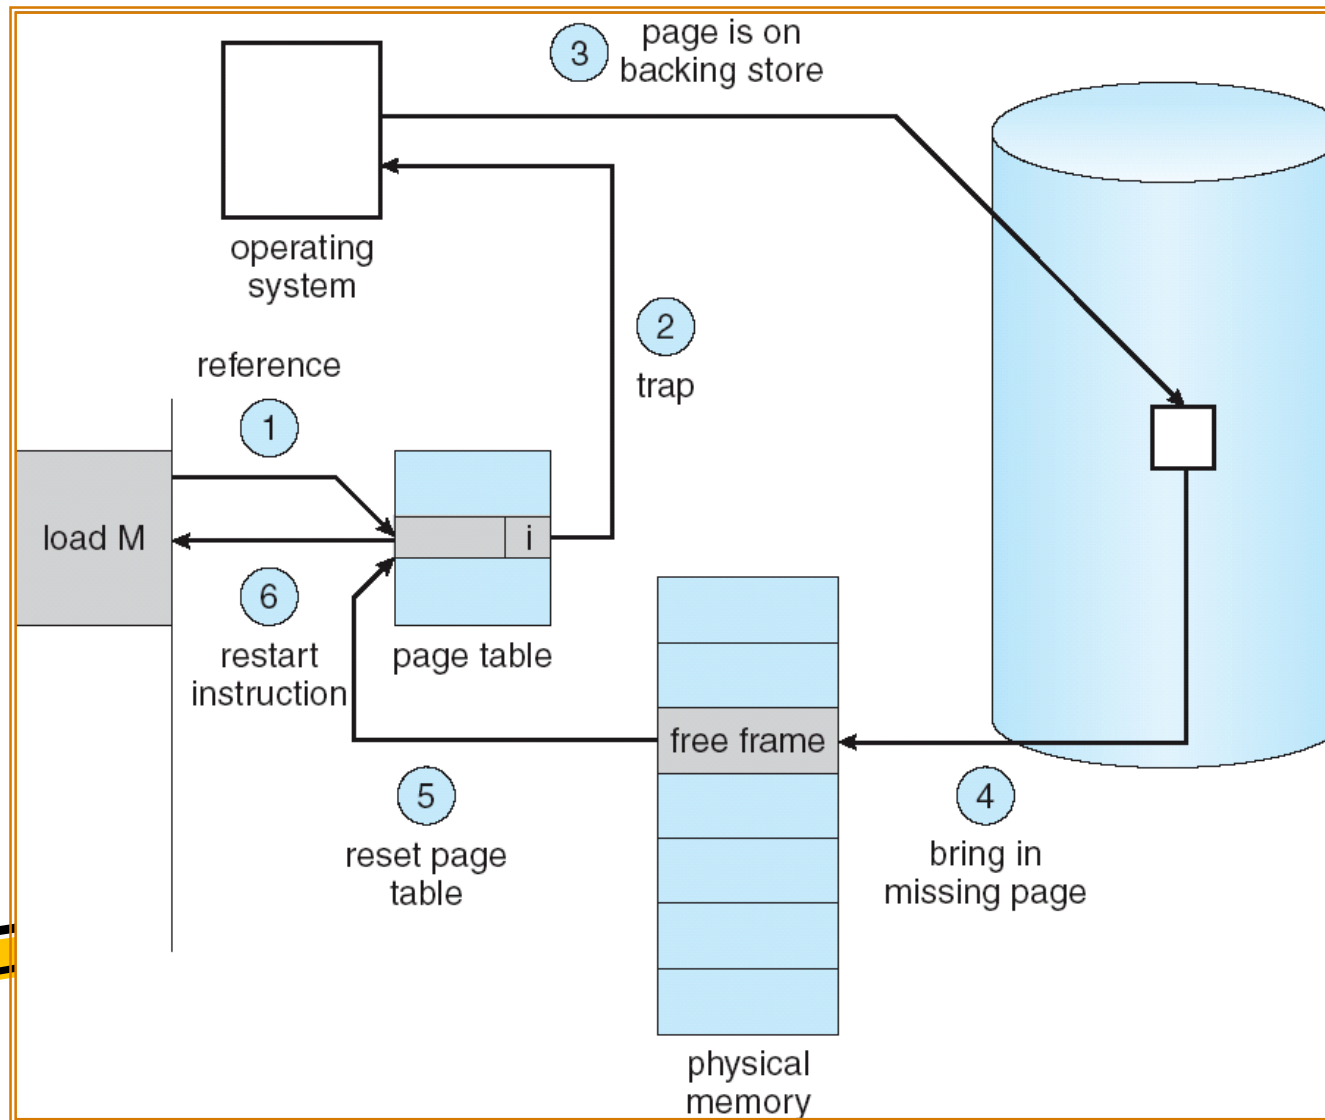 3
page is on
backing store
operating
system
2
trap
reference
1
load M
i
6
restart
instruction
page table
free frame
5
reset page
table
4
bring in
missing page
physical
memory